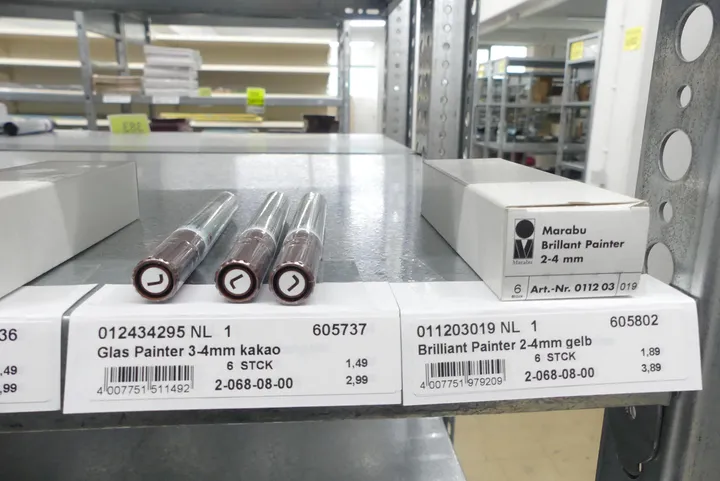 Marabu
Brillant Painter
2-4 mm
Marabu
6 Art.-Nr. 0112 03 019
36
,49
,99
012434295 NL 1 605737
Glas Painter 3-4mm kakao
6 STCK 1,49
4 007751 511492 2-068-08-00 2,99
011203019 NL 1 605802
Brilliant Painter 2-4mm gelb
6 STCK 1,89
4 007751 979209 2-068-08-00 3,89